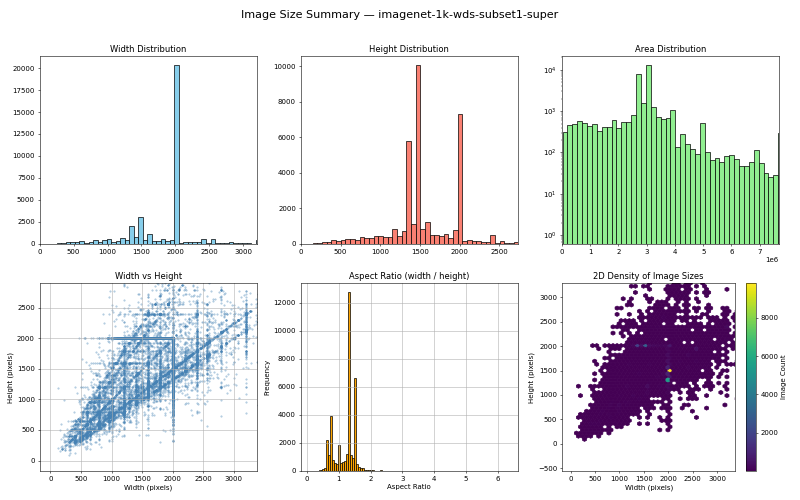 Image Size Summary — imagenet-1k-wds-subset1-super
Width Distribution
20000
17500
15000
12500
10000
7500
5000
2500
0
0 500 1000 1500 2000 2500 3000
Height Distribution
10000
8000
6000
4000
2000
0
0 500 1000 1500 2000 2500
Area Distribution
10⁴
10³
10²
10¹
10⁰
0 1 2 3 4 5 6 7
1e6
Width vs Height
Height (pixels)
2500
2000
1500
1000
500
0
0 500 1000 1500 2000 2500 3000
Width (pixels)
Aspect Ratio (width / height)
Frequency
12000
10000
8000
6000
4000
2000
0
0 1 2 3 4 5 6
Aspect Ratio
2D Density of Image Sizes
Height (pixels)
3000
2500
2000
1500
1000
500
0
−500
0 500 1000 1500 2000 2500 3000
Width (pixels)
8000
6000
4000
2000
Image Count